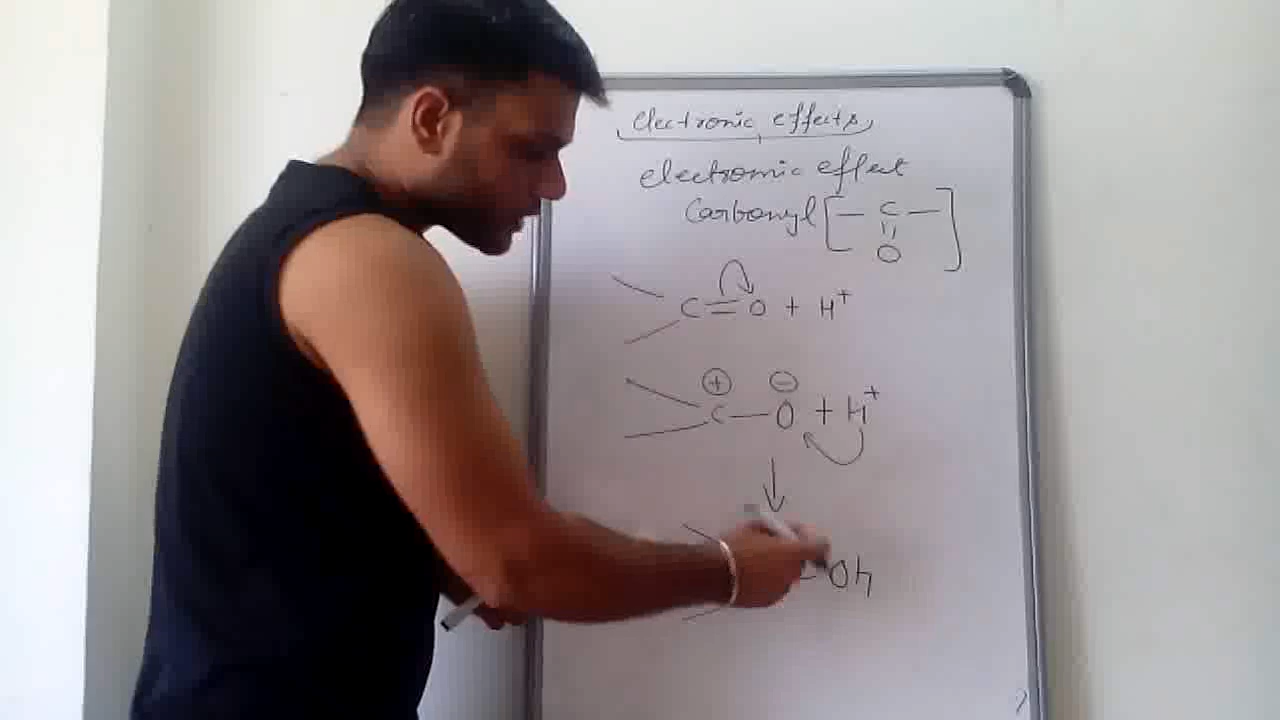 electronic effects
electromic effect
Carbonyl [— C —]
||
O
C = O + H+
+ −
C — O + H+
↓
— OH